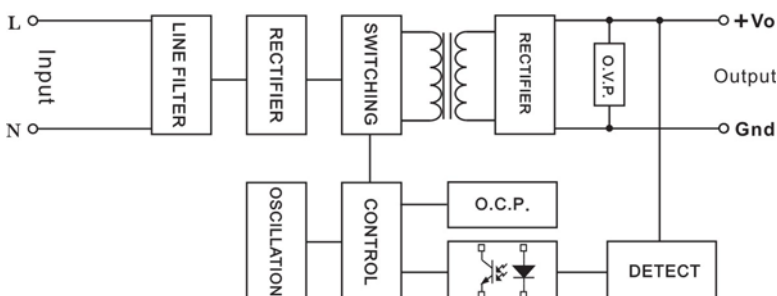 L
N
Input
LINE FILTER
RECTIFIER
SWITCHING
RECTIFIER
O.V.P.
+Vo
Output
Gnd
OSCILLATION
CONTROL
O.C.P.
DETECT